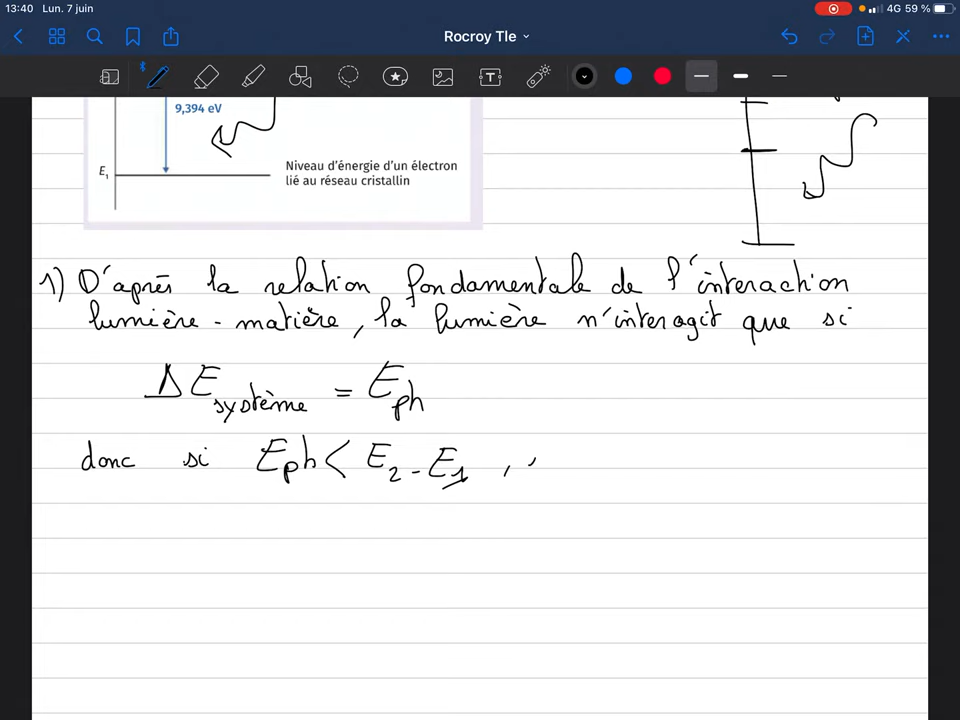 13:40 Lun. 7 juin
4G 59 %
Rocroy Tle
9,394 eV
E1
Niveau d'énergie d'un électron
lié au réseau cristallin
1) D'après la relation fondamentale de l'interaction
lumière - matière, la lumière n'interagit que si
ΔE système = Eph
donc si Eph < E2 - E1 ,